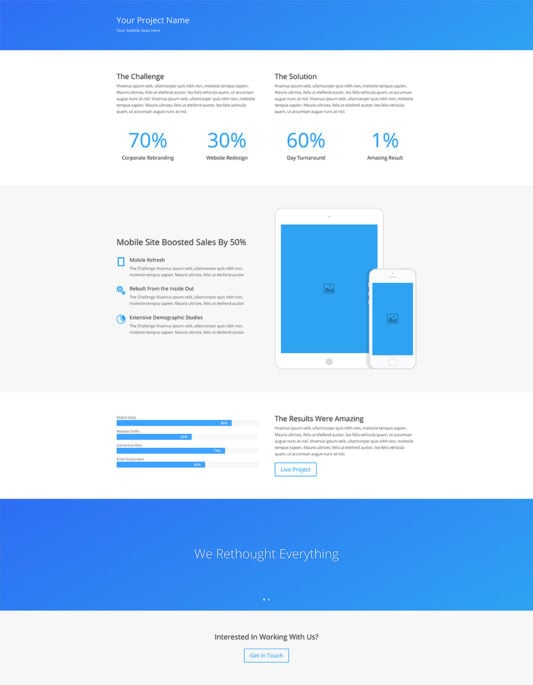 Your Project Name
Your Subtitle Goes Here
The Challenge
Vivamus ipsum velit, ullamcorper quis nibh non, molestie tempus sapien.
Mauris ultrices, felis ut eleifend auctor, leo felis vehicula quam, ut accumsan
augue nunc at nisl. Vivamus ipsum velit, ullamcorper quis nibh non, molestie
tempus sapien. Mauris ultrices, felis ut eleifend auctor, leo felis vehicula
quam, ut accumsan augue nunc at nisl.
The Solution
Vivamus ipsum velit, ullamcorper quis nibh non, molestie tempus sapien.
Mauris ultrices, felis ut eleifend auctor, leo felis vehicula quam, ut accumsan
augue nunc at nisl. Vivamus ipsum velit, ullamcorper quis nibh non, molestie
tempus sapien. Mauris ultrices, felis ut eleifend auctor, leo felis vehicula
quam, ut accumsan augue nunc at nisl.
70%
Corporate Rebranding
30%
Website Redesign
60%
Day Turnaround
1%
Amazing Result
Mobile Site Boosted Sales By 50%
Mobile Refresh
The Challenge Vivamus ipsum velit, ullamcorper quis nibh non,
molestie tempus sapien. Mauris ultrices, felis ut eleifend auctor
Rebuilt From the Inside Out
The Challenge Vivamus ipsum velit, ullamcorper quis nibh non,
molestie tempus sapien. Mauris ultrices, felis ut eleifend auctor
Extensive Demographic Studies
The Challenge Vivamus ipsum velit, ullamcorper quis nibh non,
molestie tempus sapien. Mauris ultrices, felis ut eleifend auctor
Mobile Sales
Website Traffic
Conversion Rate
Email Subscribers
The Results Were Amazing
Vivamus ipsum velit, ullamcorper quis nibh non, molestie tempus sapien.
Mauris ultrices, felis ut eleifend auctor, leo felis vehicula quam, ut accumsan
augue nunc at nisl. Vivamus ipsum velit, ullamcorper quis nibh non, molestie
tempus sapien. Mauris ultrices, felis ut eleifend auctor, leo felis vehicula
quam, ut accumsan augue nunc at nisl.
Live Project
We Rethought Everything
Interested In Working With Us?
Get In Touch